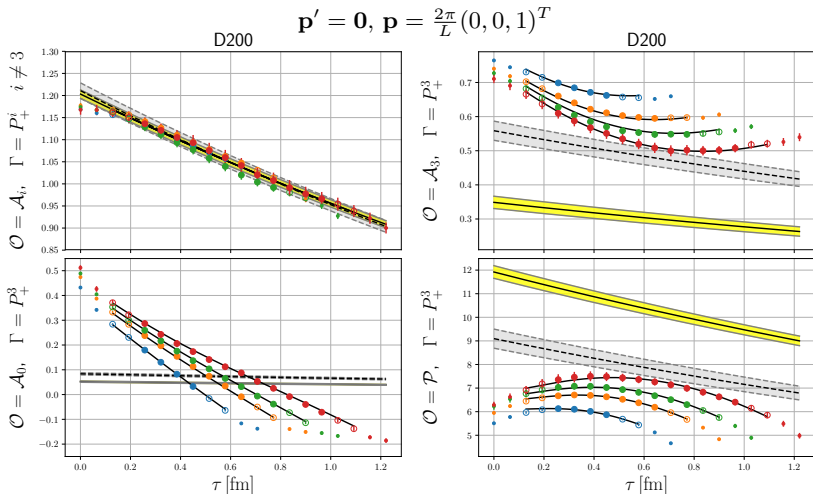 p′ = 0, p = 2π/L (0, 0, 1)^T
D200
1.30
1.25
1.20
1.15
1.10
1.05
1.00
0.95
0.90
0.85
O = A_i, Γ = P_+^i i ≠ 3
D200
0.7
0.6
0.5
0.4
0.3
O = A_3, Γ = P_+^3
0.5
0.4
0.3
0.2
0.1
0.0
−0.1
−0.2
O = A_0, Γ = P_+^3
0.0 0.2 0.4 0.6 0.8 1.0 1.2
τ [fm]
12
11
10
9
8
7
6
5
O = P, Γ = P_+^3
0.0 0.2 0.4 0.6 0.8 1.0 1.2
τ [fm]